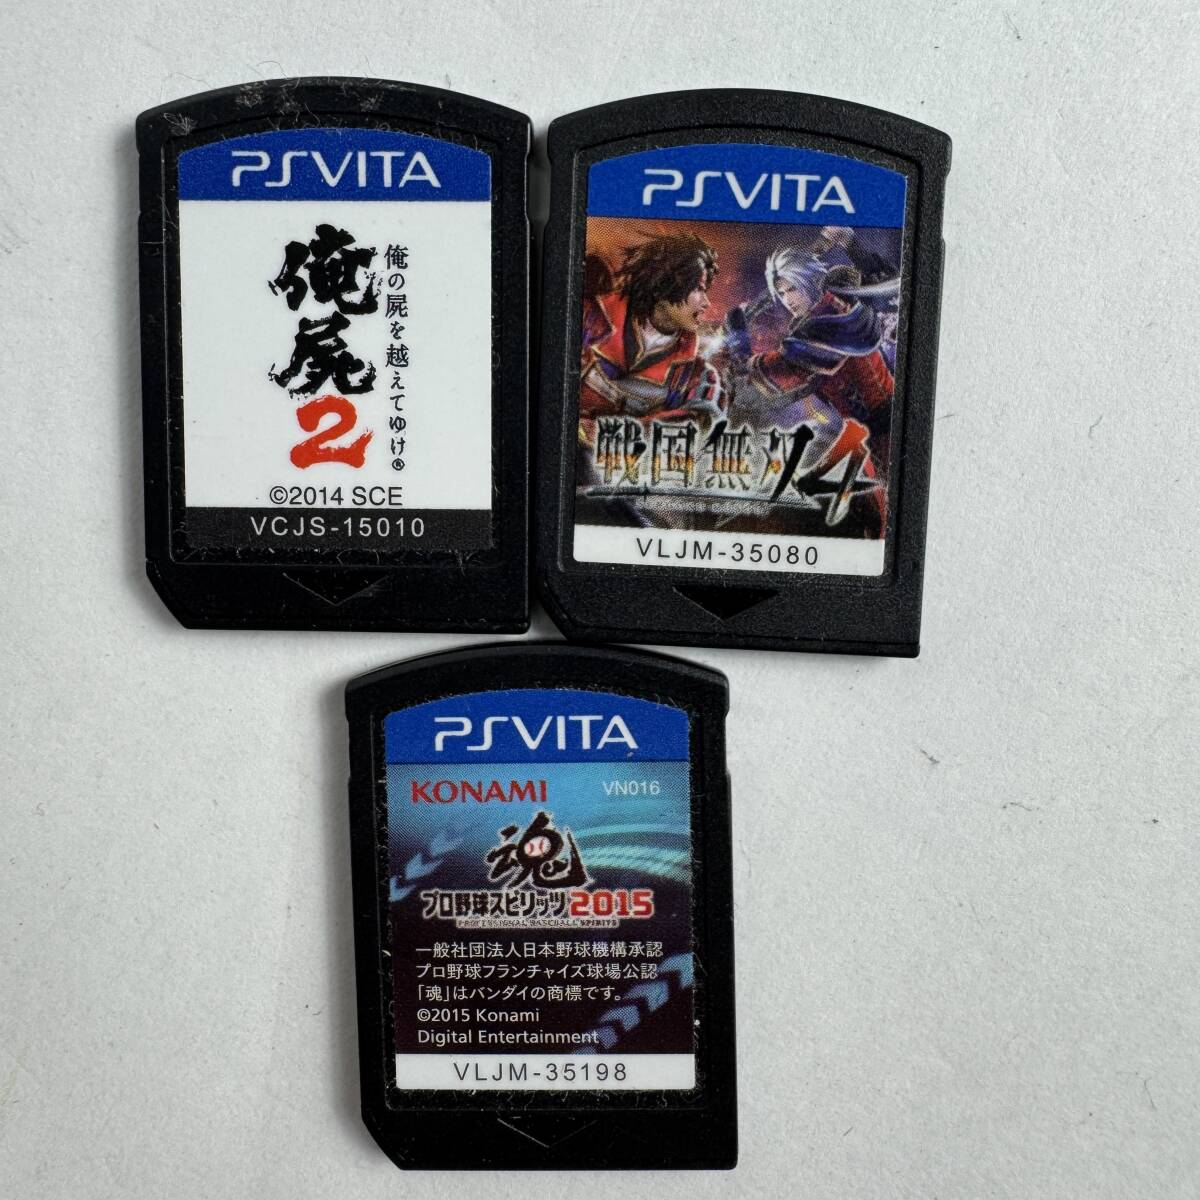 PSVITA
俺屍2
俺の屍を越えてゆけ®
©2014 SCE
VCJS-15010
PSVITA
戦国無双4
VLJM-35080
PSVITA
KONAMI VN016
魂
プロ野球スピリッツ2015
PROFESSIONAL BASEBALL SPIRITS
一般社団法人日本野球機構承認
プロ野球フランチャイズ球場公認
「魂」はバンダイの商標です。
©2015 Konami
Digital Entertainment
VLJM-35198